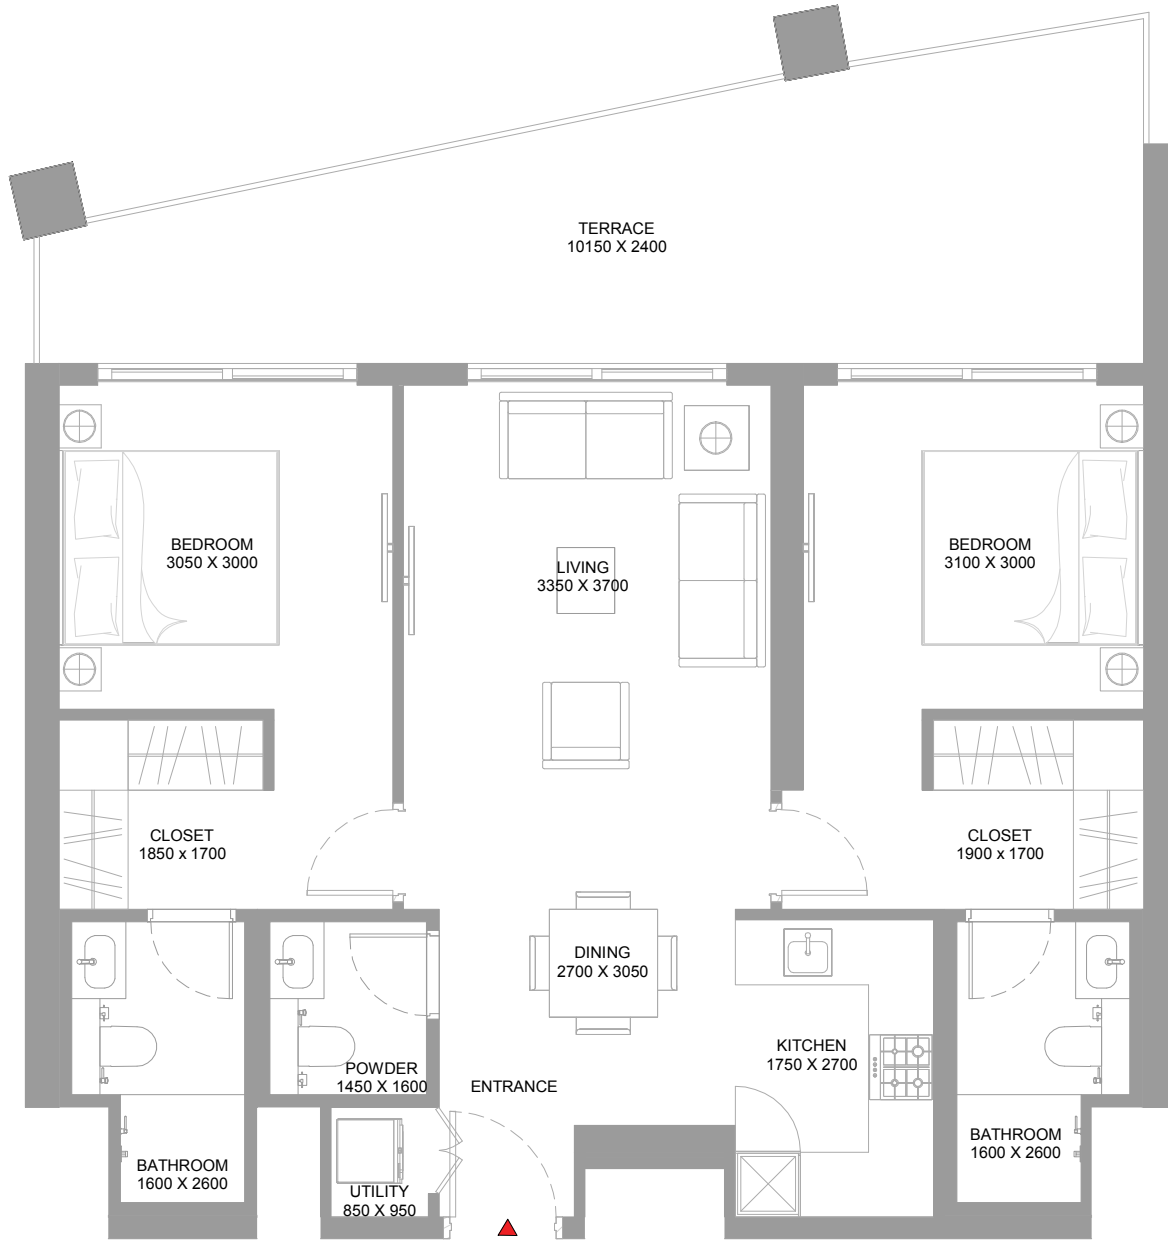 TERRACE
10150 X 2400
BEDROOM
3050 X 3000
LIVING
3350 X 3700
BEDROOM
3100 X 3000
CLOSET
1850 x 1700
CLOSET
1900 x 1700
DINING
2700 X 3050
KITCHEN
1750 X 2700
POWDER
1450 X 1600
ENTRANCE
BATHROOM
1600 X 2600
UTILITY
850 X 950
BATHROOM
1600 X 2600